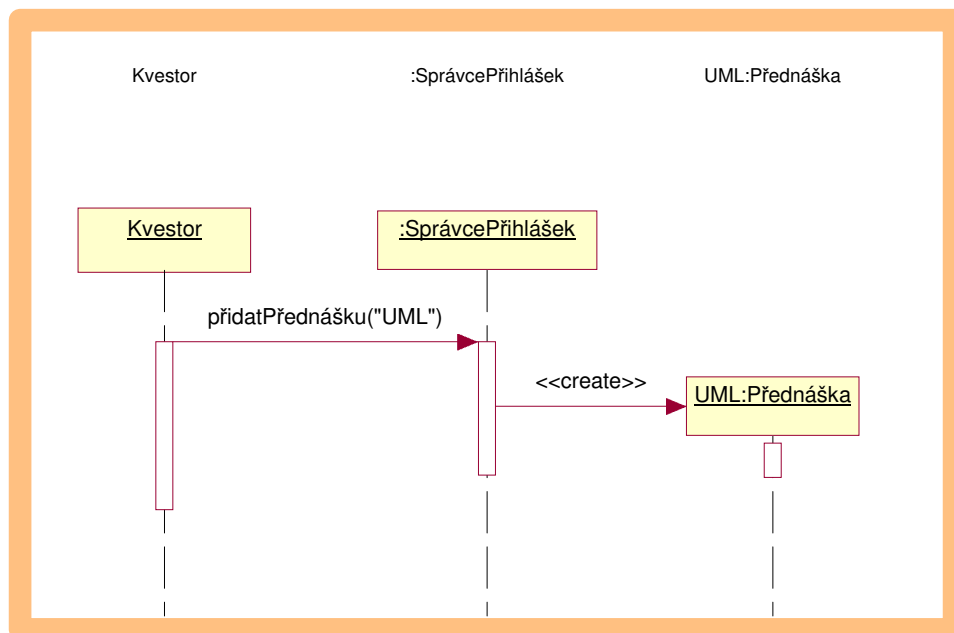 Kvestor
:SprávcePřihlášek
UML:Přednáška
Kvestor
:SprávcePřihlášek
přidatPřednášku("UML")
<<create>>
UML:Přednáška